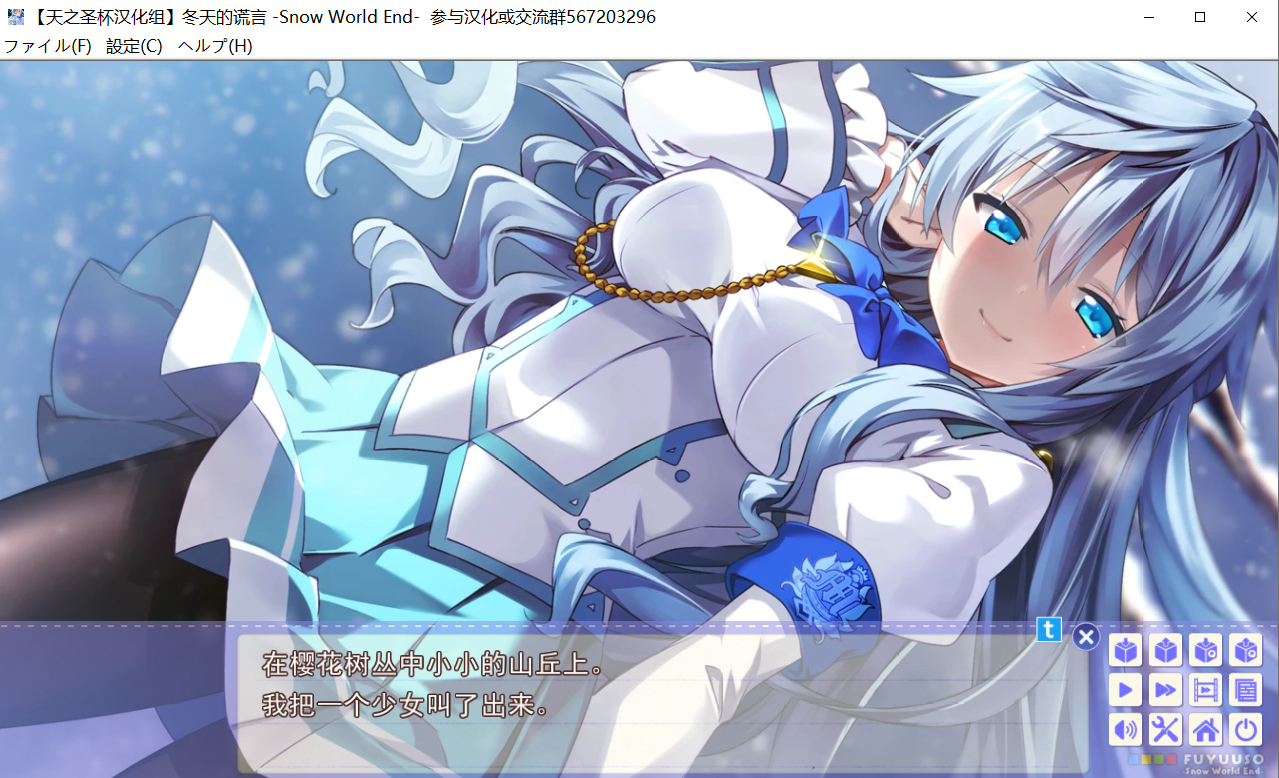 【天之圣杯汉化组】冬天的谎言 -Snow World End- 参与汉化或交流群567203296
ファイル(F) 設定(C) ヘルプ(H)
在樱花树丛中小小的山丘上。
我把一个少女叫了出来。
t
FUYUUSO
Snow World End-